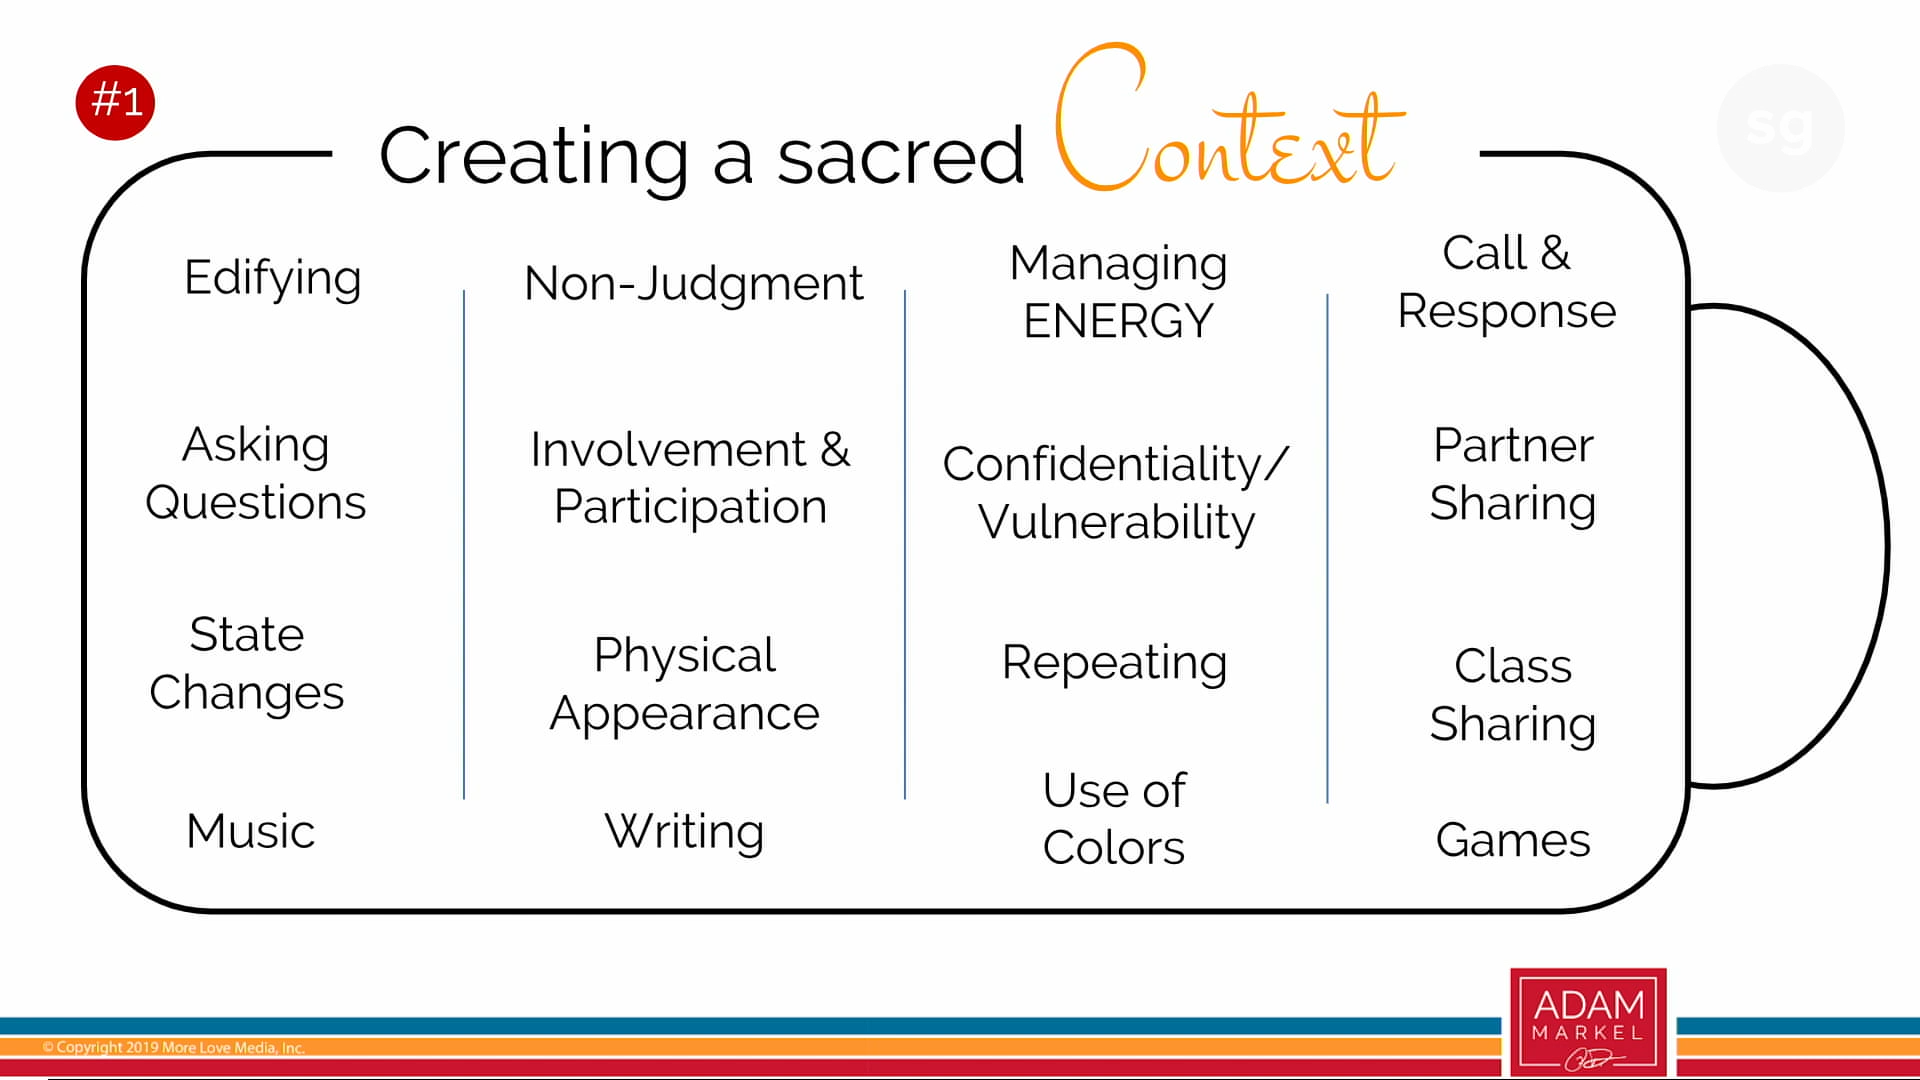 #1
Creating a sacred Context
sg
Edifying
Asking
Questions
State
Changes
Music
Non-Judgment
Involvement &
Participation
Physical
Appearance
Writing
Managing
ENERGY
Confidentiality/
Vulnerability
Repeating
Use of
Colors
Call &
Response
Partner
Sharing
Class
Sharing
Games
ADAM
MARKEL
© Copyright 2019 More Love Media, Inc.